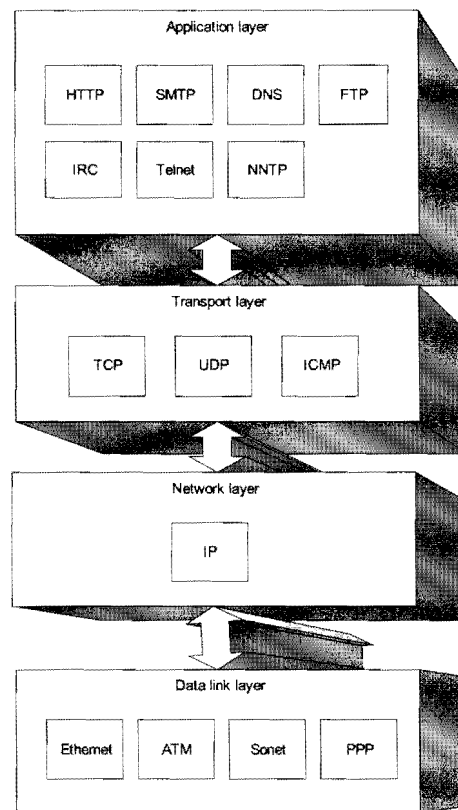 Application layer
HTTP SMTP DNS FTP
IRC Telnet NNTP
Transport layer
TCP UDP ICMP
Network layer
IP
Data link layer
Ethernet ATM Sonet PPP